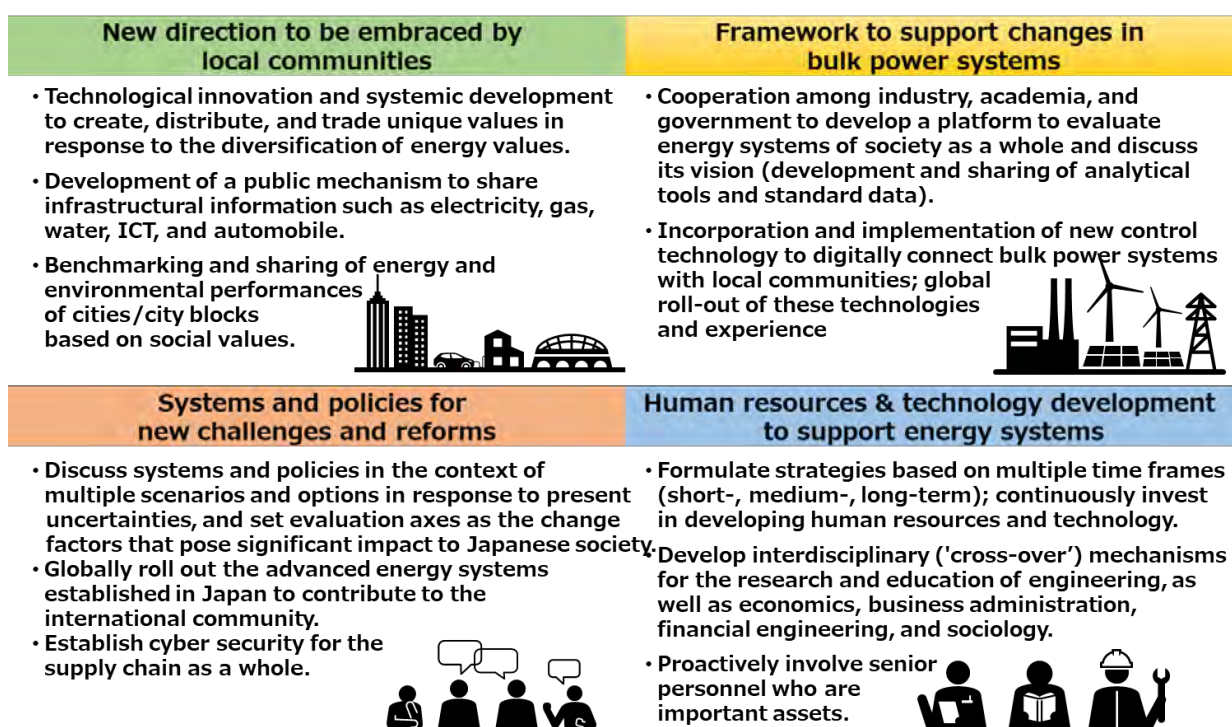 New direction to be embraced by
local communities
・Technological innovation and systemic development
to create, distribute, and trade unique values in
response to the diversification of energy values.
・Development of a public mechanism to share
infrastructural information such as electricity, gas,
water, ICT, and automobile.
・Benchmarking and sharing of energy and
environmental performances
of cities/city blocks
based on social values.
Framework to support changes in
bulk power systems
・Cooperation among industry, academia, and
government to develop a platform to evaluate
energy systems of society as a whole and discuss
its vision (development and sharing of analytical
tools and standard data).
・Incorporation and implementation of new control
technology to digitally connect bulk power systems
with local communities; global
roll-out of these technologies
and experience
Systems and policies for
new challenges and reforms
・Discuss systems and policies in the context of
multiple scenarios and options in response to present
uncertainties, and set evaluation axes as the change
factors that pose significant impact to Japanese society.
・Globally roll out the advanced energy systems
established in Japan to contribute to the
international community.
・Establish cyber security for the
supply chain as a whole.
Human resources & technology development
to support energy systems
・Formulate strategies based on multiple time frames
(short-, medium-, long-term); continuously invest
in developing human resources and technology.
・Develop interdisciplinary ('cross-over’) mechanisms
for the research and education of engineering, as
well as economics, business administration,
financial engineering, and sociology.
・Proactively involve senior
personnel who are
important assets.